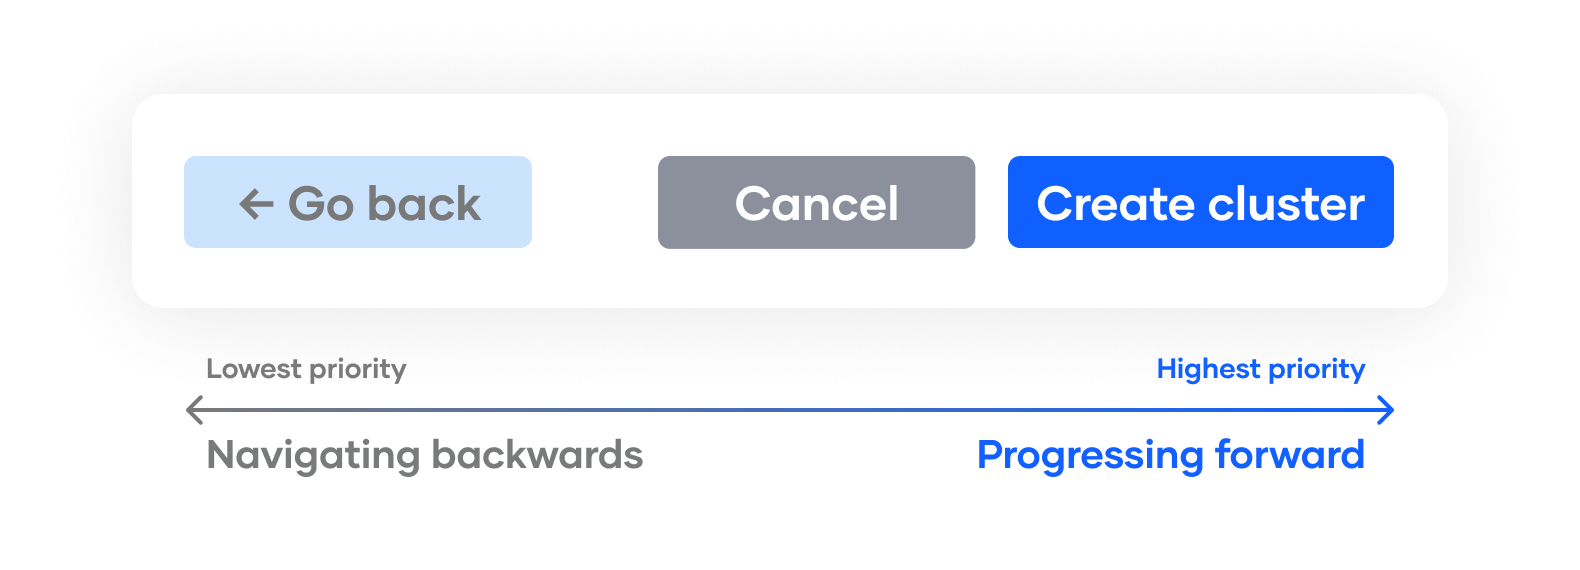 ← Go back
Cancel
Create cluster
Lowest priority
Highest priority
Navigating backwards
Progressing forward